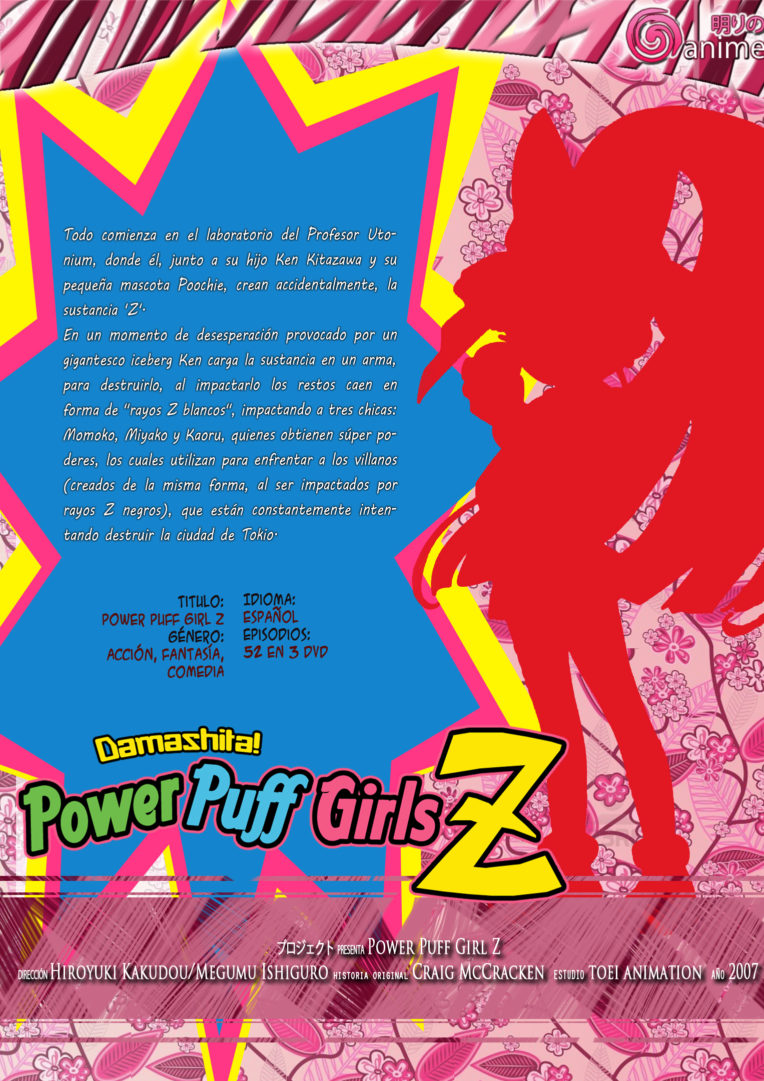 明りの
anime
Todo comienza en el laboratorio del Profesor Uto-
nium, donde él, junto a su hijo Ken Kitazawa y su
pequeña mascota Poochie, crean accidentalmente, la
sustancia 'Z'.
En un momento de desesperación provocado por un
gigantesco iceberg Ken carga la sustancia en un arma,
para destruirlo, al impactarlo los restos caen en
forma de "rayos Z blancos", impactando a tres chicas:
Momoko, Miyako y Kaoru, quienes obtienen súper po-
deres, los cuales utilizan para enfrentar a los villanos
(creados de la misma forma, al ser impactados por
rayos Z negros), que están constantemente inten-
tando destruir la ciudad de Tokio.
TITULO:
POWER PUFF GIRL Z
GÉNERO:
ACCIÓN, FANTASÍA,
COMEDIA
IDIOMA:
ESPAÑOL
EPISODIOS:
52 EN 3 DVD
Damashita!
Power Puff Girls Z
プロジェクト PRESENTA POWER PUFF GIRL Z
DIRECCIÓN HIROYUKI KAKUDOU/MEGUMU ISHIGURO HISTORIA ORIGINAL CRAIG MCCRACKEN ESTUDIO TOEI ANIMATION AÑO 2007